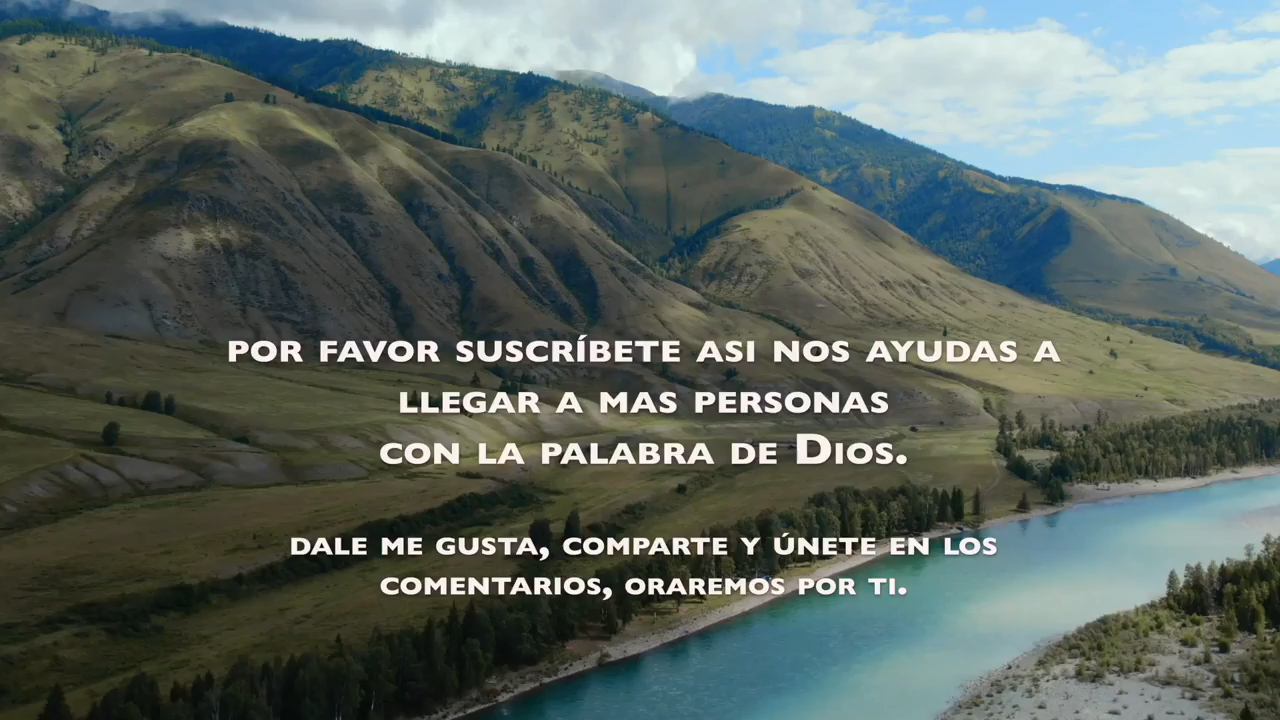 POR FAVOR SUSCRÍBETE ASI NOS AYUDAS A
LLEGAR A MAS PERSONAS
CON LA PALABRA DE DIOS.
DALE ME GUSTA, COMPARTE Y ÚNETE EN LOS
COMENTARIOS, ORAREMOS POR TI.